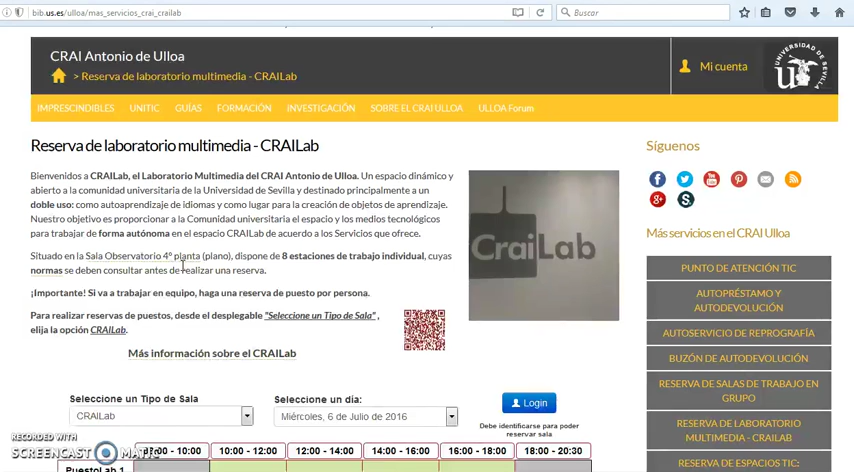 bib.us.es/ulloa/mas_servicios_crai_crailab
Buscar
CRAI Antonio de Ulloa
> Reserva de laboratorio multimedia - CRAILab
Mi cuenta
UNIVERSIDAD DE SEVILLA
IMPRESCINDIBLES UNITIC GUÍAS FORMACIÓN INVESTIGACIÓN SOBRE EL CRAI ULLOA ULLOA Forum
Reserva de laboratorio multimedia - CRAILab
Bienvenidos a CRAILab, el Laboratorio Multimedia del CRAI Antonio de Ulloa. Un espacio dinámico y
abierto a la comunidad universitaria de la Universidad de Sevilla y destinado principalmente a un
doble uso: como autoaprendizaje de idiomas y como lugar para la creación de objetos de aprendizaje.
Nuestro objetivo es proporcionar a la Comunidad universitaria el espacio y los medios tecnológicos
para trabajar de forma autónoma en el espacio CRAILab de acuerdo a los Servicios que ofrece.
Situado en la Sala Observatorio 4º planta (plano), dispone de 8 estaciones de trabajo individual, cuyas
normas se deben consultar antes de realizar una reserva.
¡Importante! Si va a trabajar en equipo, haga una reserva de puesto por persona.
Para realizar reservas de puestos, desde el desplegable "Seleccione un Tipo de Sala" ,
elija la opción CRAILab.
Más información sobre el CRAILab
CraiLab
Síguenos
Más servicios en el CRAI Ulloa
PUNTO DE ATENCIÓN TIC
AUTOPRÉSTAMO Y
AUTODEVOLUCIÓN
AUTOSERVICIO DE REPROGRAFÍA
BUZÓN DE AUTODEVOLUCIÓN
RESERVA DE SALAS DE TRABAJO EN
GRUPO
RESERVA DE LABORATORIO
MULTIMEDIA - CRAILAB
RESERVA DE ESPACIOS TIC:
Seleccione un Tipo de Sala
CRAILab
Seleccione un día:
Miércoles, 6 de Julio de 2016
Login
Debe identificarse para poder
reservar sala
RECORDED WITH
SCREENCAST MATIC
10:00 10:00 - 12:00 12:00 - 14:00 14:00 - 16:00 16:00 - 18:00 18:00 - 20:30
PuestoLab 1